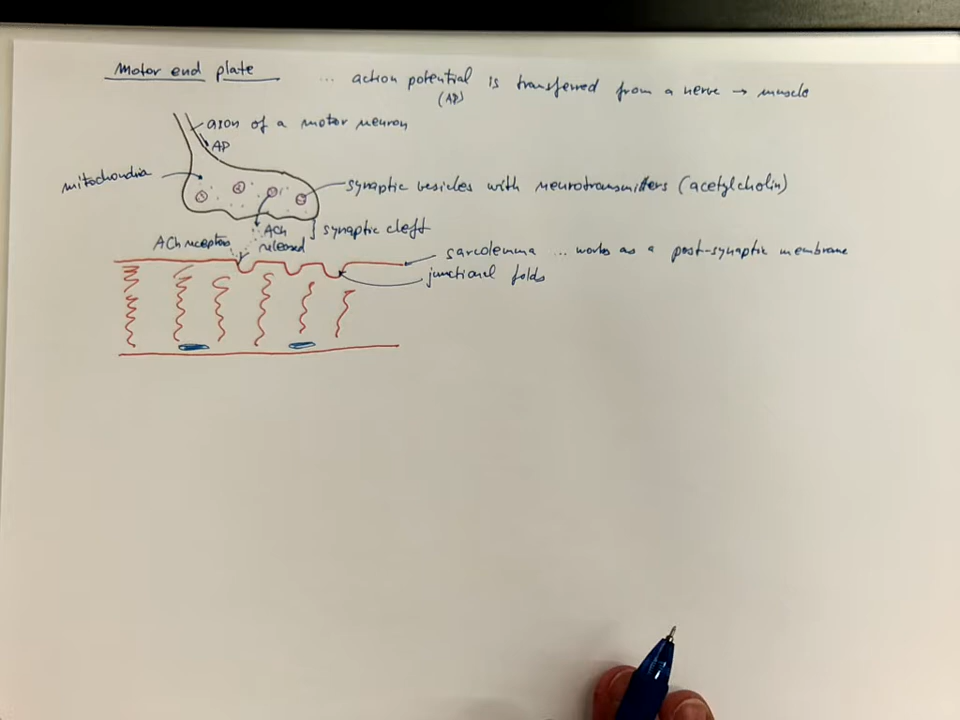 Motor end plate ... action potential is transferred from a nerve → muscle
(AP)
axon of a motor neuron
AP
mitochondria
synaptic vesicles with neurotransmitters (acetylcholin)
ACh released
synaptic cleft
ACh receptors
sarcolemma ... works as a post-synaptic membrane
junctional folds